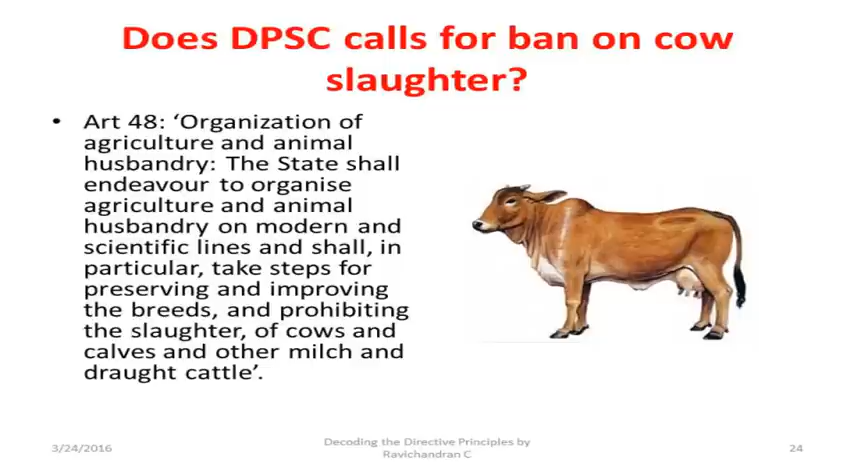 Does DPSC calls for ban on cow
slaughter?
• Art 48: ‘Organization of
agriculture and animal
husbandry: The State shall
endeavour to organise
agriculture and animal
husbandry on modern and
scientific lines and shall, in
particular, take steps for
preserving and improving
the breeds, and prohibiting
the slaughter, of cows and
calves and other milch and
draught cattle’.
3/24/2016
Decoding the Directive Principles by
Ravichandran C
24